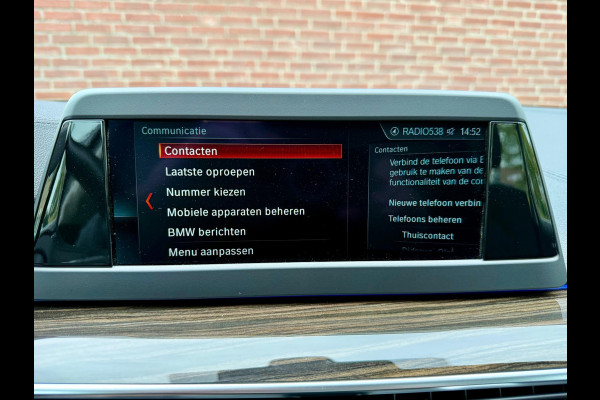 Communicatie
RADIO538 14:52
Contacten
Laatste oproepen
Nummer kiezen
Mobiele apparaten beheren
BMW berichten
Menu aanpassen
Contacten
Verbind de telefoon via
gebruik te maken van de
functionaliteit van de
Nieuwe telefoon
Telefoons beheren
Thuiscontact